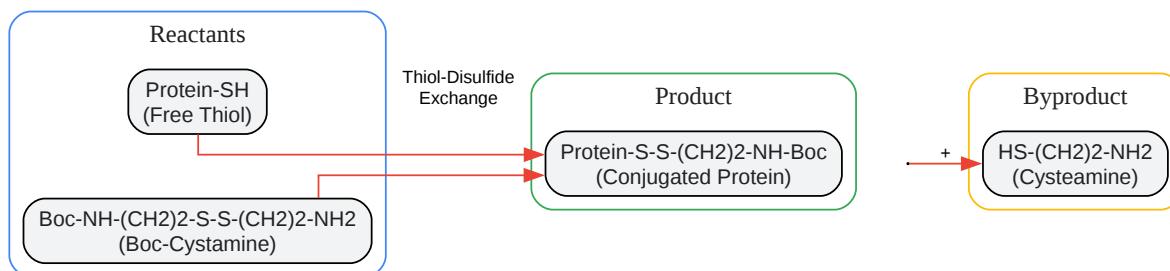 Reactants
Protein-SH
(Free Thiol)
Boc-NH-(CH2)2-S-S-(CH2)2-NH2
(Boc-Cystamine)
Thiol-Disulfide
Exchange
Product
Protein-S-S-(CH2)2-NH-Boc
(Conjugated Protein)
+
Byproduct
HS-(CH2)2-NH2
(Cysteamine)